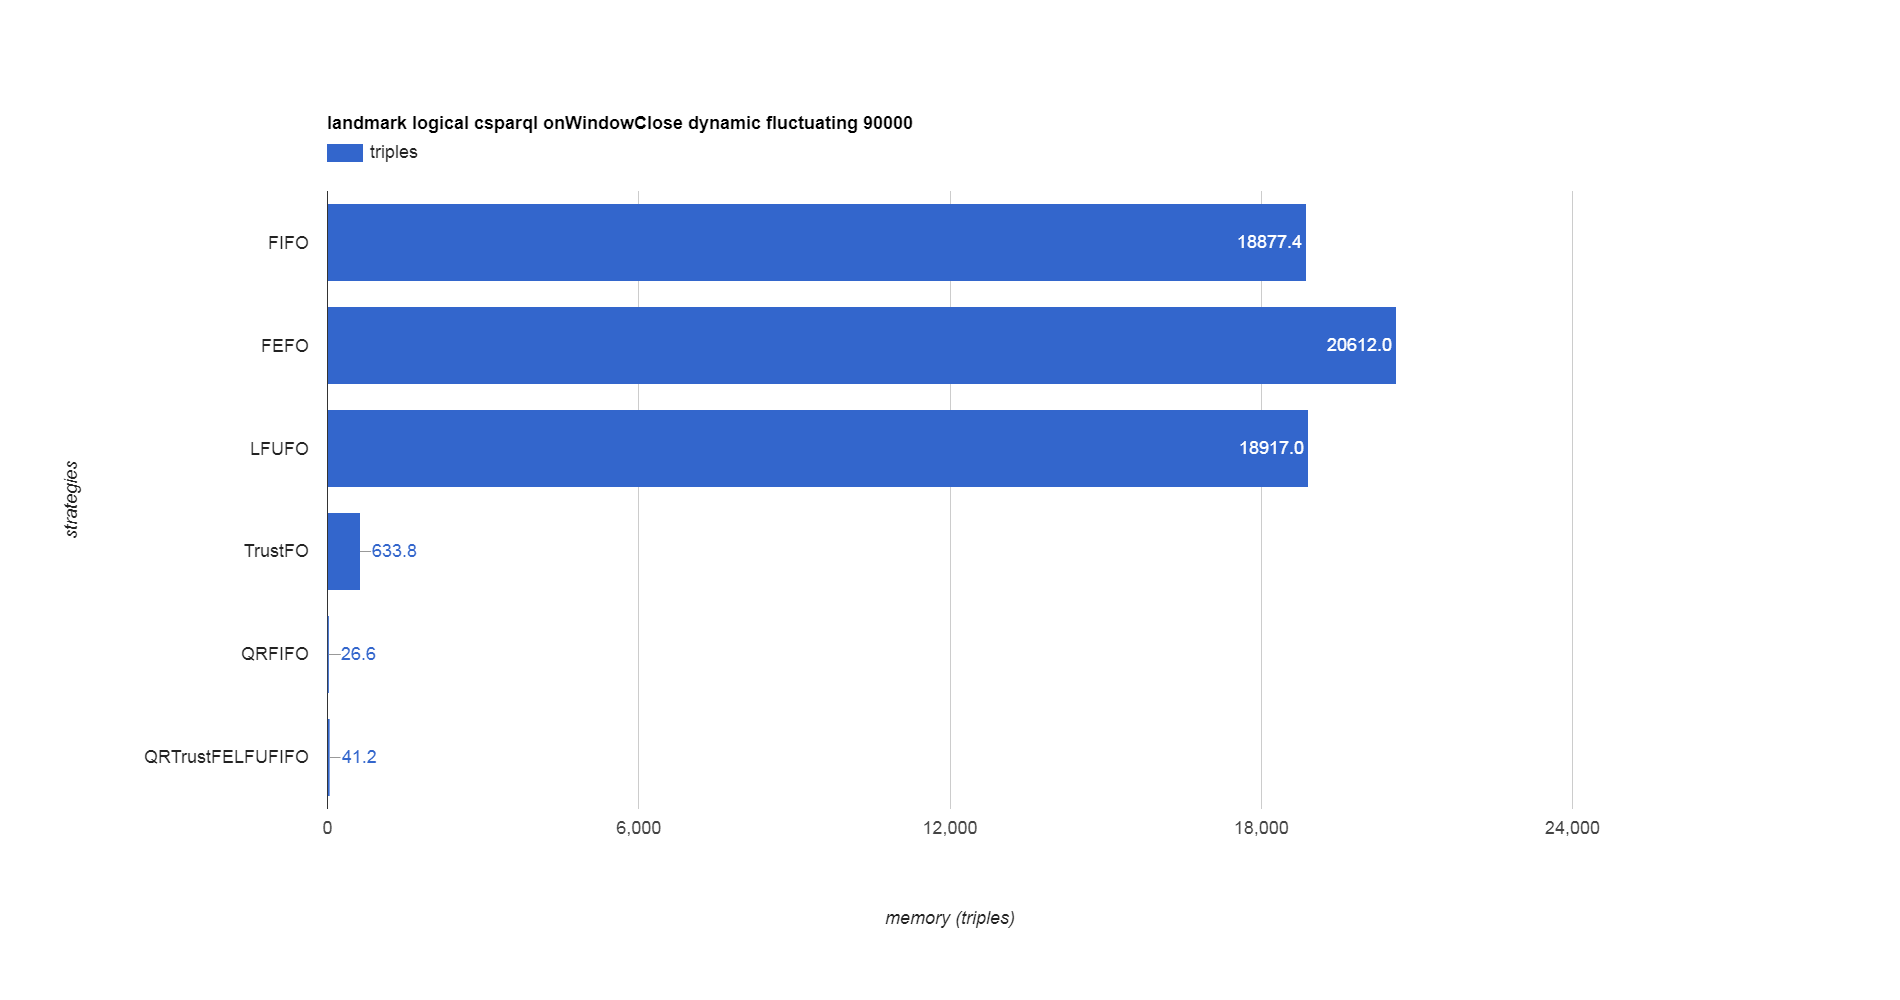 landmark logical csparql onWindowClose dynamic fluctuating 90000
triples
FIFO
18877.4
FEFO
20612.0
LFUFO
18917.0
TrustFO
633.8
QRFIFO
26.6
QRTrustFELFUFIFO
41.2
strategies
0
6,000
12,000
18,000
24,000
memory (triples)